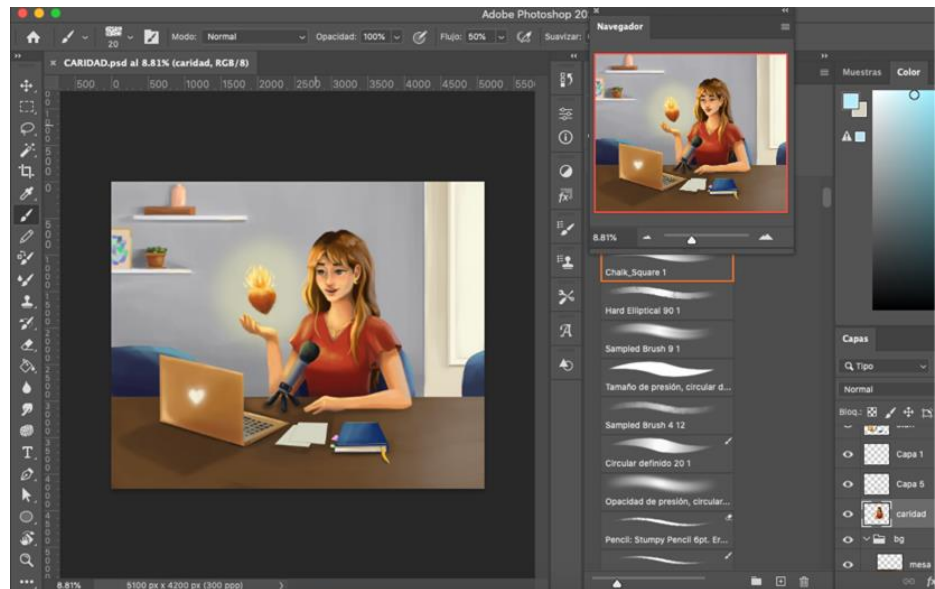 Adobe Photoshop 20
20
Modo: Normal
Opacidad: 100%
Flujo: 50%
Suavizar:
Navegador
8.81%
× CARIDAD.psd al 8.81% (caridad, RGB/8)
500 0 500 1000 1500 2000 2500 3000 3500 4000 4500 5000
Chalk_Square 1
Hard Elliptical 90 1
Sampled Brush 9 1
Tamaño de presión, circular d...
Sampled Brush 4 12
Circular definido 20 1
Opacidad de presión, circular...
Pencil: Stumpy Pencil 6pt. Er...
Muestras Color
Capas
Tipo
Normal
Bloq.:
Capa 1
Capa 5
caridad
bg
mesa
fx
8.81% 5100 px x 4200 px (300 ppp)